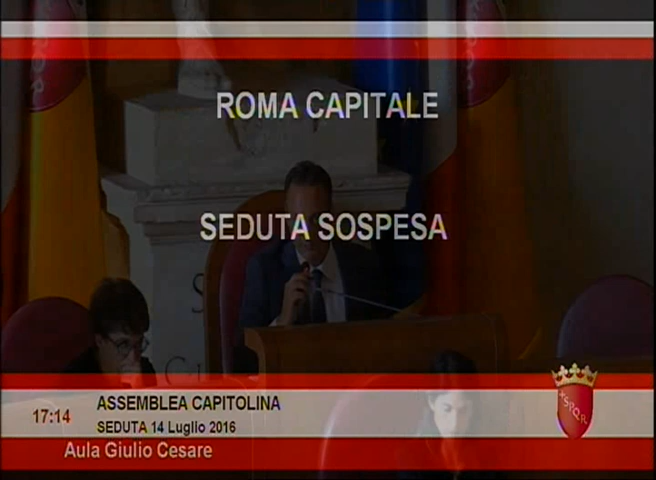 ROMA CAPITALE
SEDUTA SOSPESA
17:14
ASSEMBLEA CAPITOLINA
SEDUTA 14 Luglio 2016
Aula Giulio Cesare
SPQR